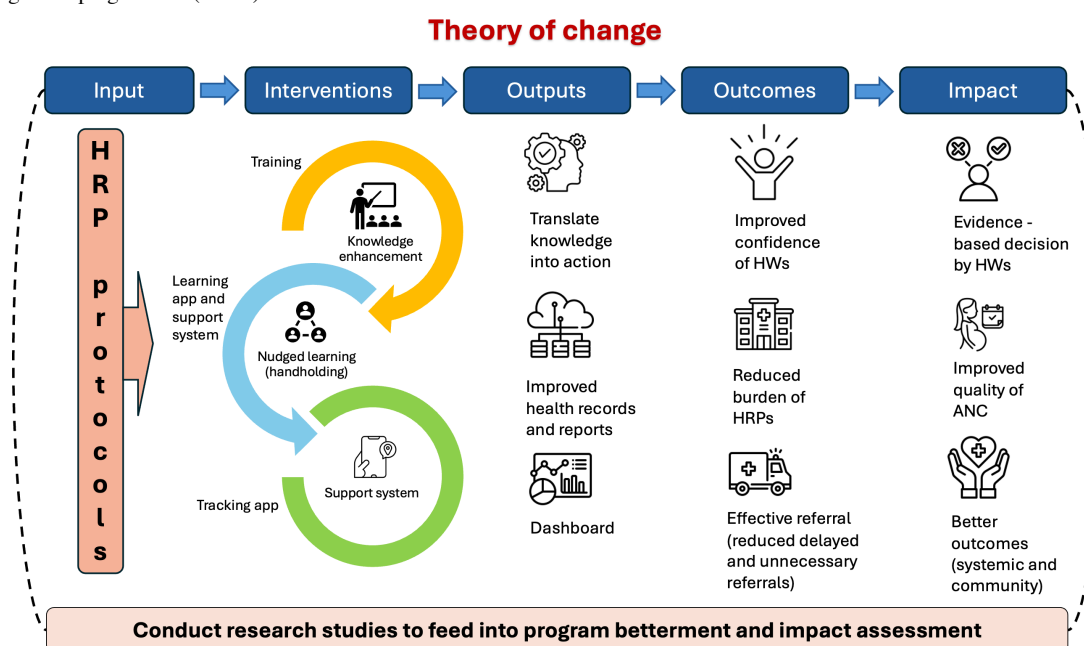 Theory of change
Input
Interventions
Outputs
Outcomes
Impact
HRP protocols
Training
Knowledge
enhancement
Learning
app and
support
system
Nudged learning
(handholding)
Support system
Tracking app
Translate
knowledge
into action
Improved
health records
and reports
Dashboard
Improved
confidence
of HWs
Reduced
burden of
HRPs
Effective referral
(reduced delayed
and unnecessary
referrals)
Evidence -
based decision
by HWs
Improved
quality of
ANC
Better
outcomes
(systemic and
community)
Conduct research studies to feed into program betterment and impact assessment